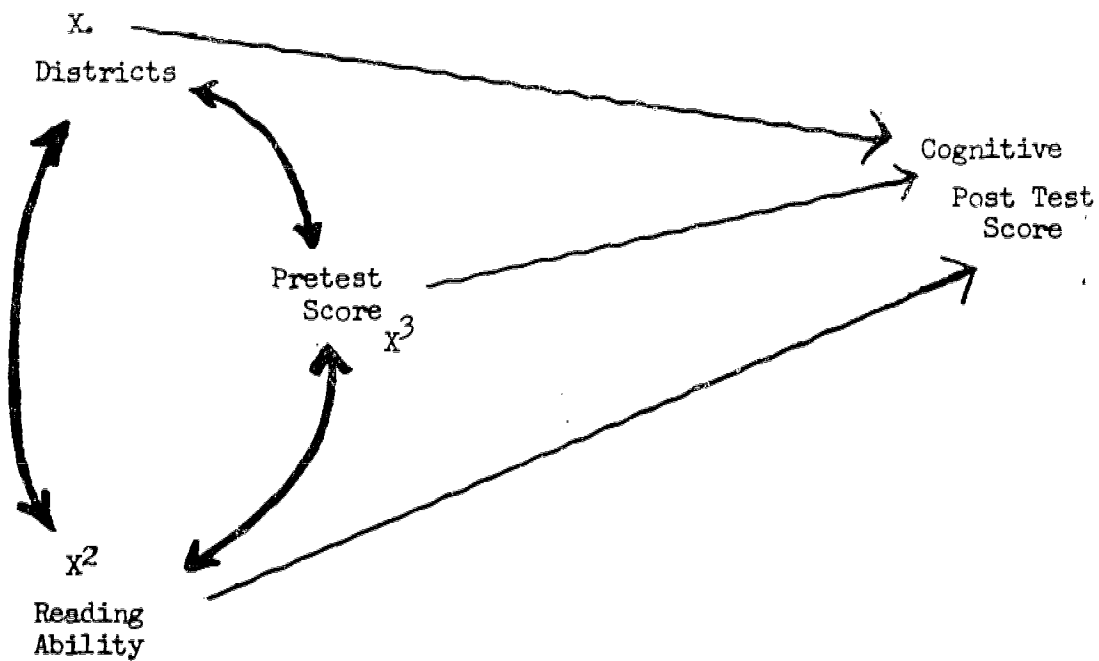 X.
Districts
Cognitive
Post Test
Score
Pretest
Score
X3
X2
Reading
Ability